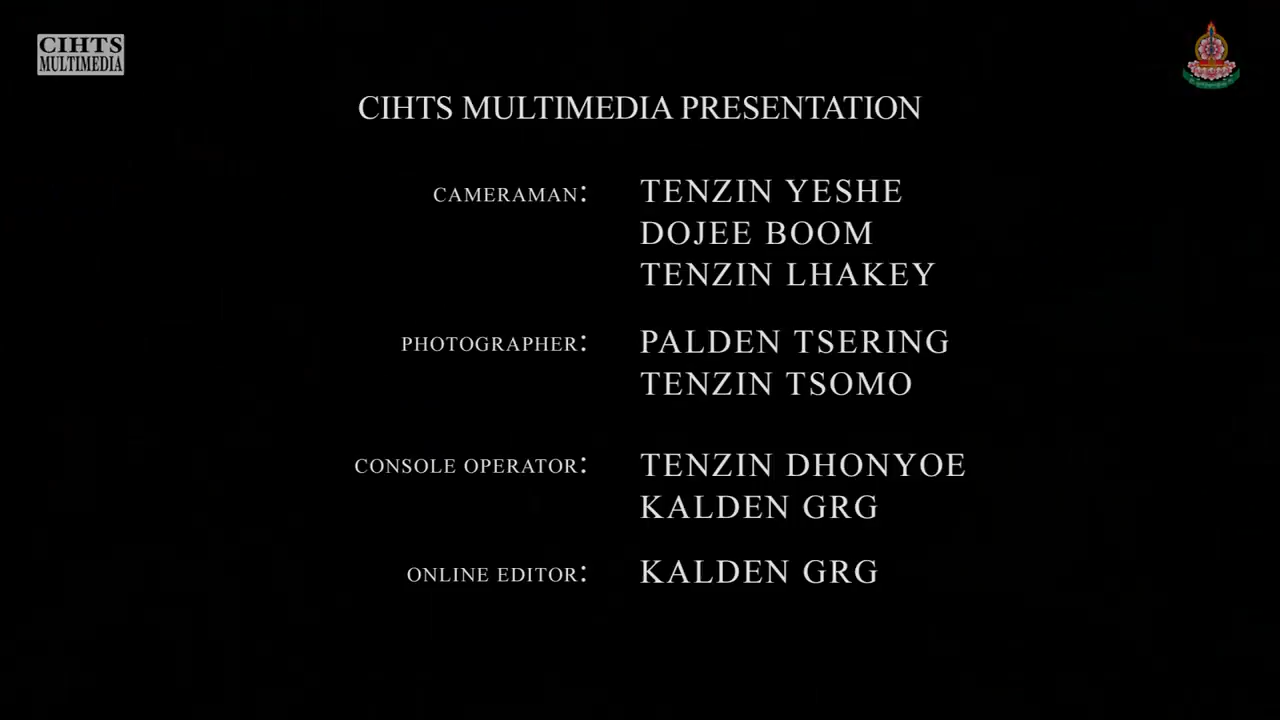 CIHTS
MULTIMEDIA
CIHTS MULTIMEDIA PRESENTATION
CAMERAMAN: TENZIN YESHE
DOJEE BOOM
TENZIN LHAKEY
PHOTOGRAPHER: PALDEN TSERING
TENZIN TSOMO
CONSOLE OPERATOR: TENZIN DHONYOE
KALDEN GRG
ONLINE EDITOR: KALDEN GRG